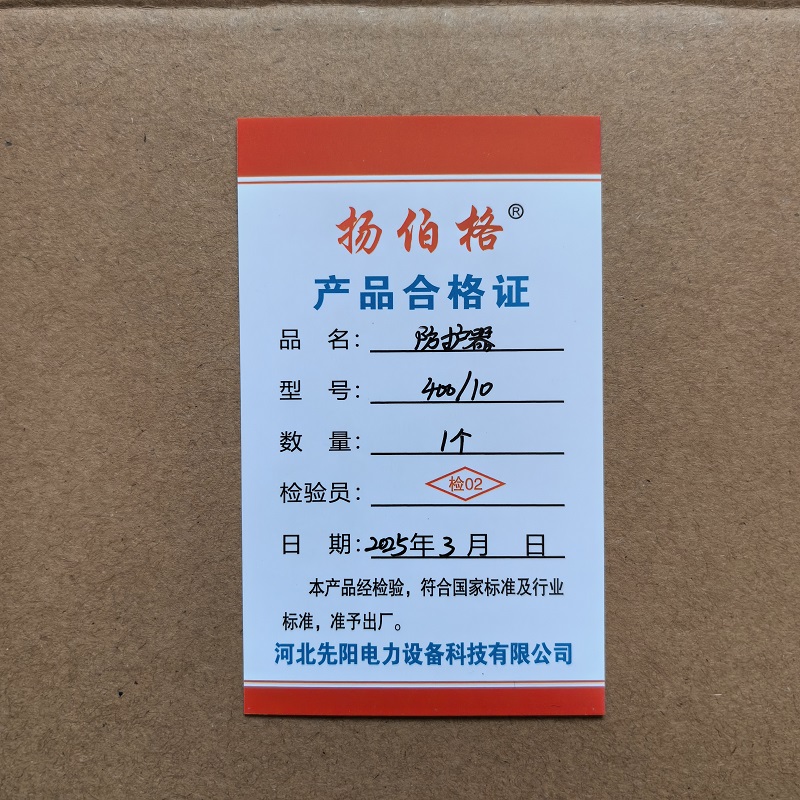 扬伯格®
产品合格证
品 名：防护器
型 号：400/10
数 量：1个
检验员：检02
日 期：2025年3月 日
本产品经检验，符合国家标准及行业
标准，准予出厂。
河北先阳电力设备科技有限公司